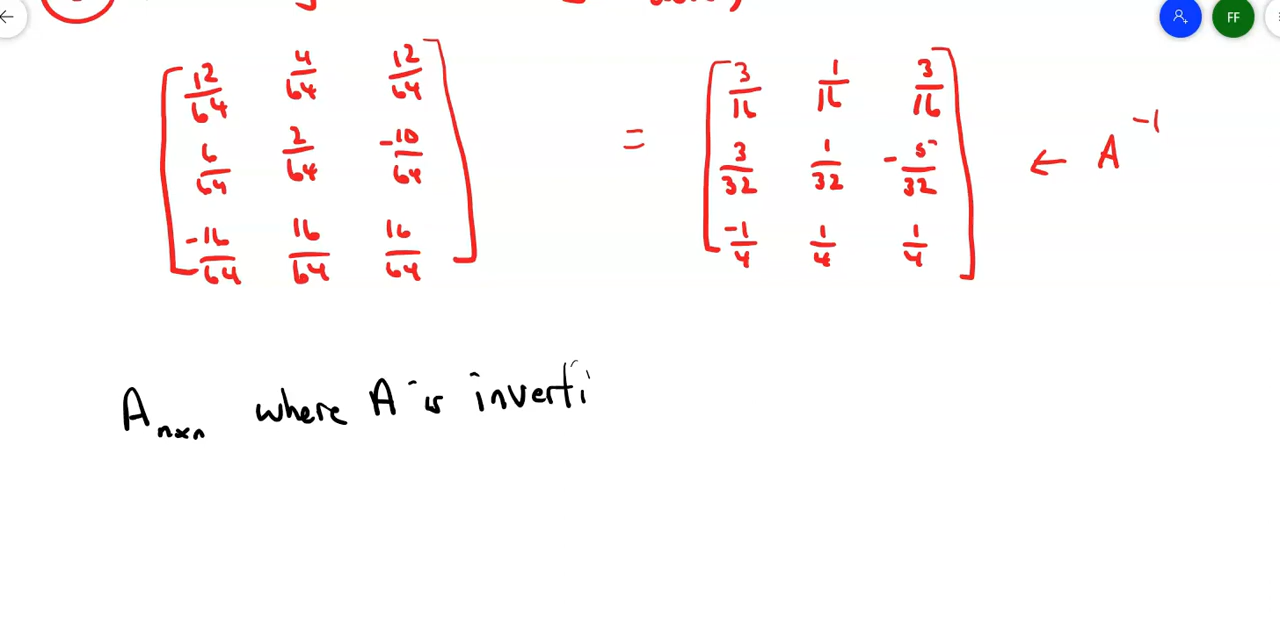 FF
[12/64 4/64 12/64] = [3/16 1/16 3/16]
[6/64 2/64 -10/64] [3/32 1/32 -5/32] ← A^-1
[-16/64 16/64 16/64] [-1/4 1/4 1/4]
A_nxn where A is inverti